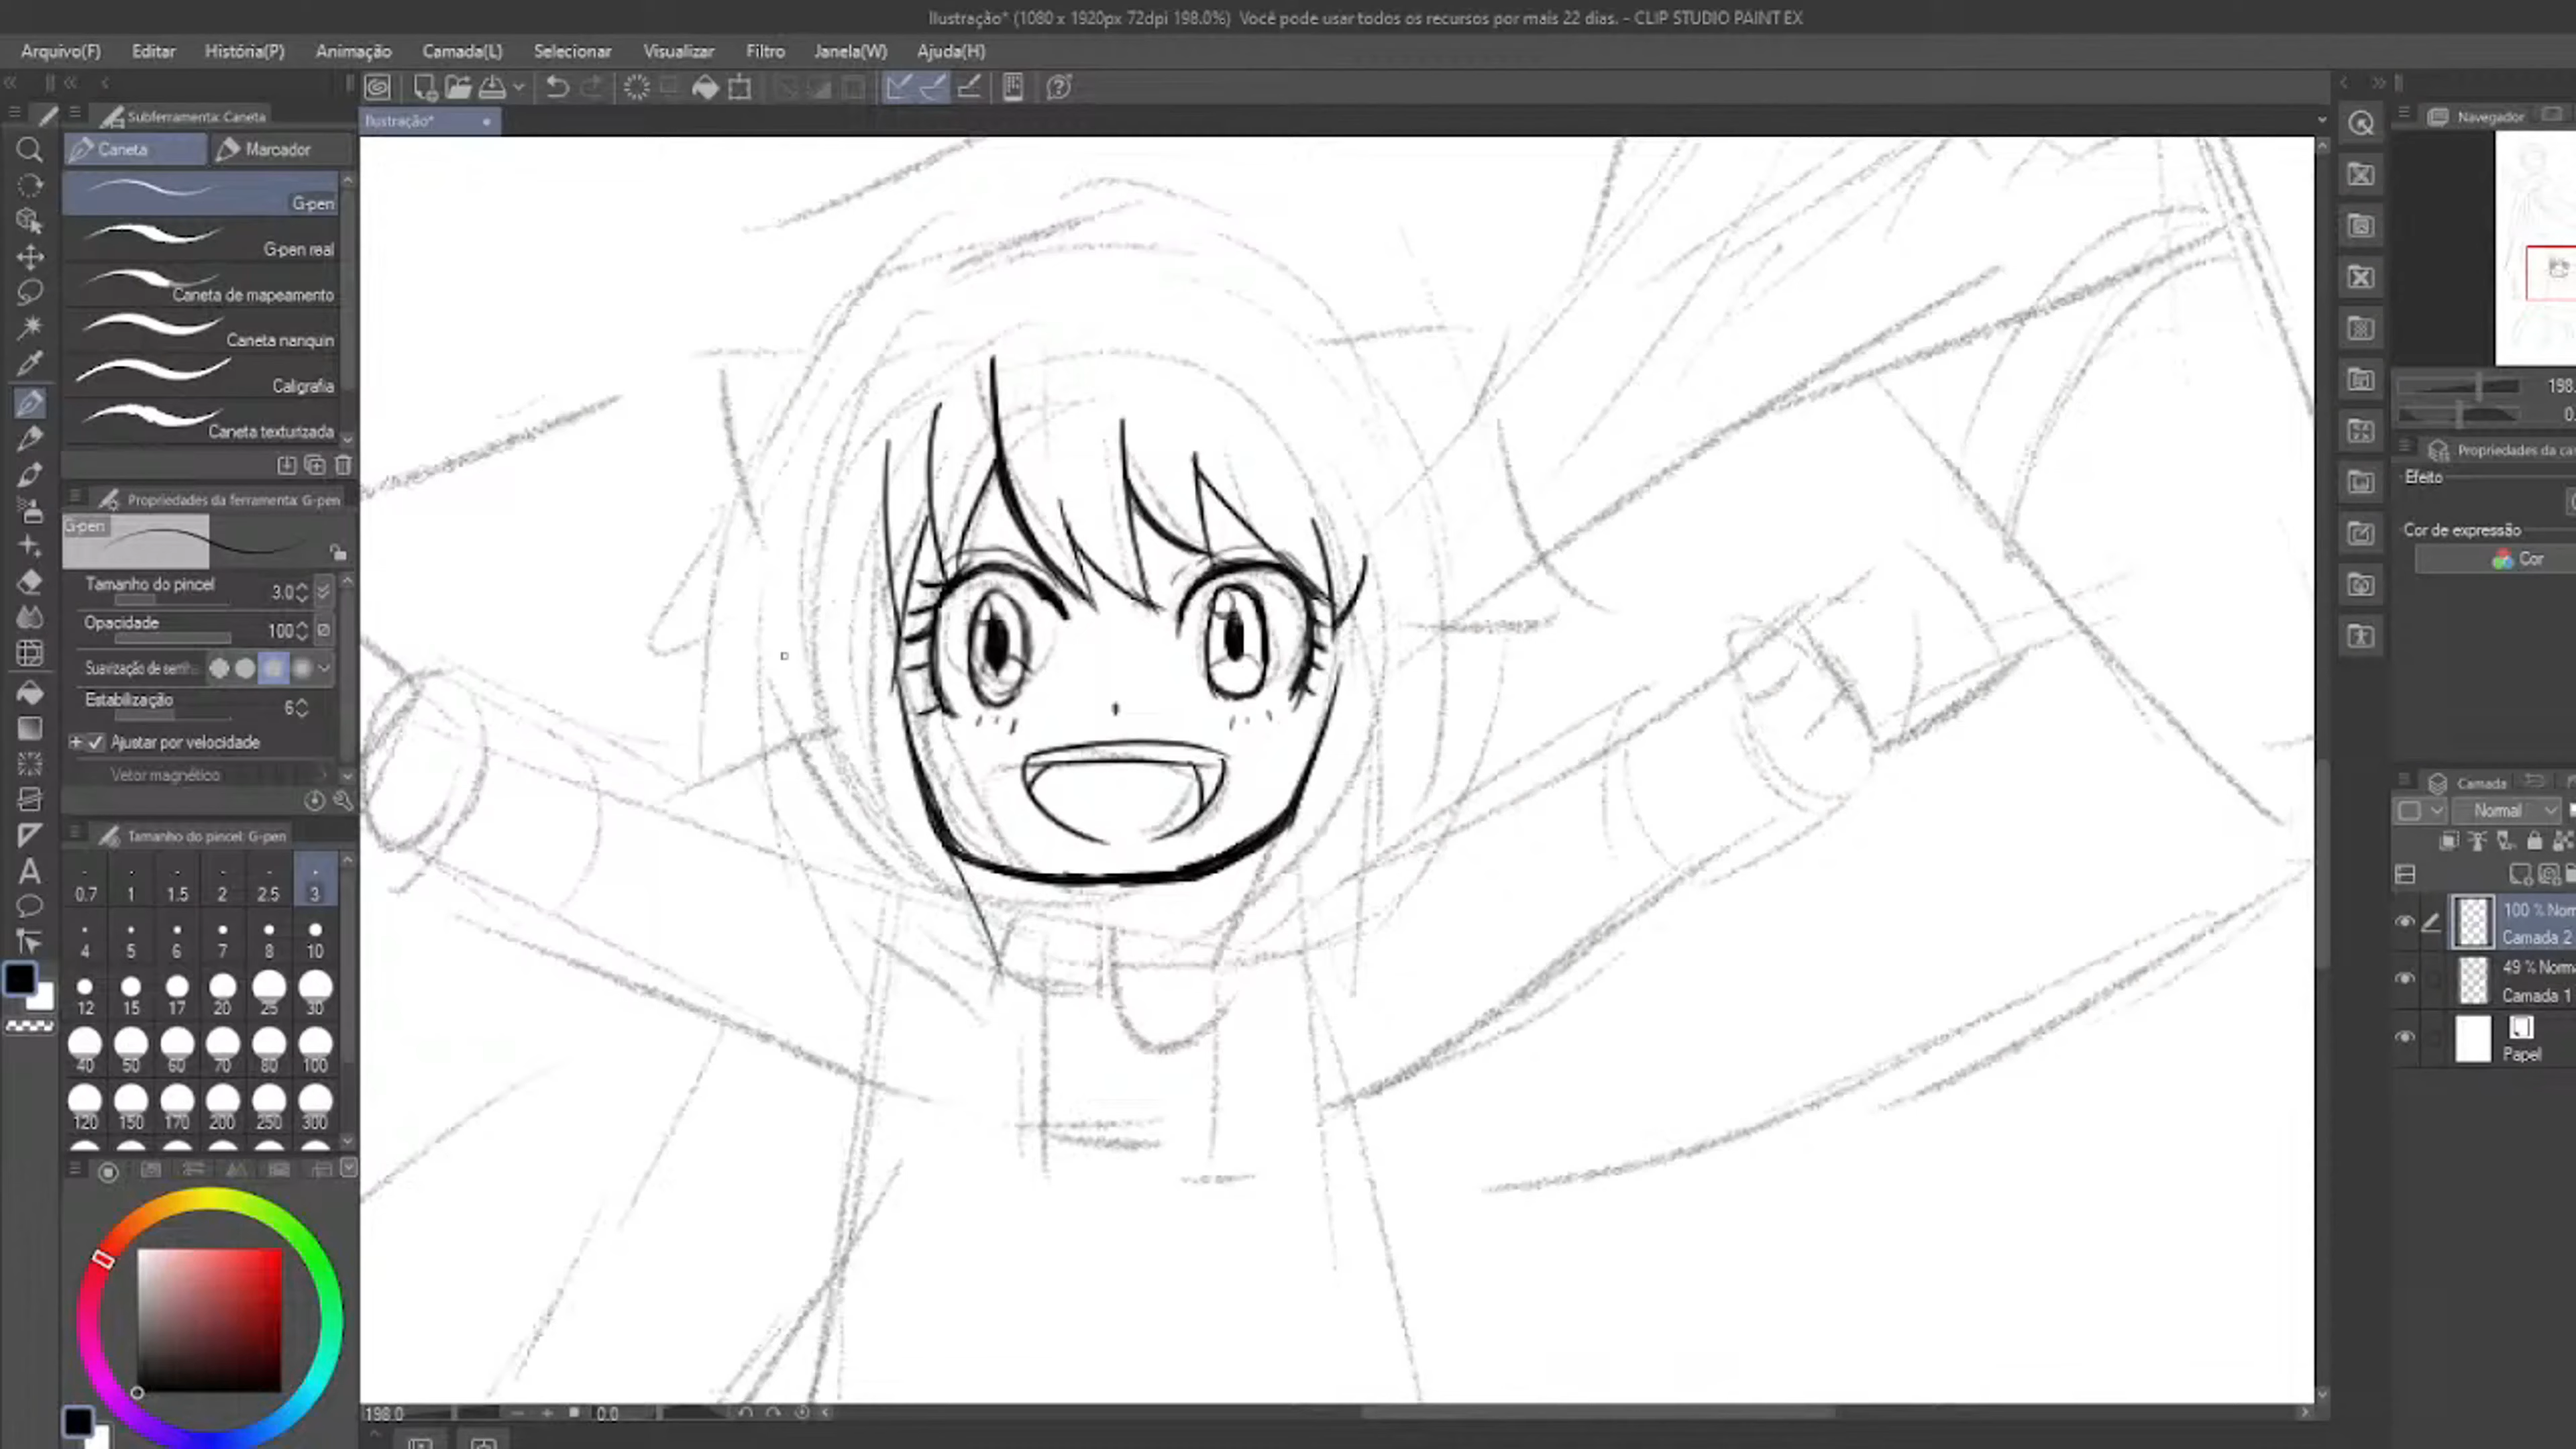 Ilustração* (1080 x 1920px 72dpi 198.0%) Você pode usar todos os recursos por mais 22 dias. - CLIP STUDIO PAINT EX
Arquivo(F) Editar História(P) Animação Camada(L) Selecionar Visualizar Filtro Janela(W) Ajuda(H)
Subferramenta: Caneta
Ilustração*
Navegador
Caneta Marcador
G-pen
G-pen real
Caneta de mapeamento
Caneta nanquin
Caligrafia
Caneta texturizada
198.
0.
Propriedades da ca
Efeito
Cor de expressão
Cor
Propriedades da ferramenta: G-pen
G-pen
Tamanho do pincel 3.0
Opacidade 100
Suavização de
Estabilização 6
Ajustar por velocidade
Vetor magnético
Tamanho do pincel: G-pen
0.7 1 1.5 2 2.5 3
4 5 6 7 8 10
12 15 17 20 25 30
40 50 60 70 80 100
120 150 170 200 250 300
Camada
Normal
100 % Nor
Camada 2
49 % Norm
Camada 1
Papel
198.0 0.0